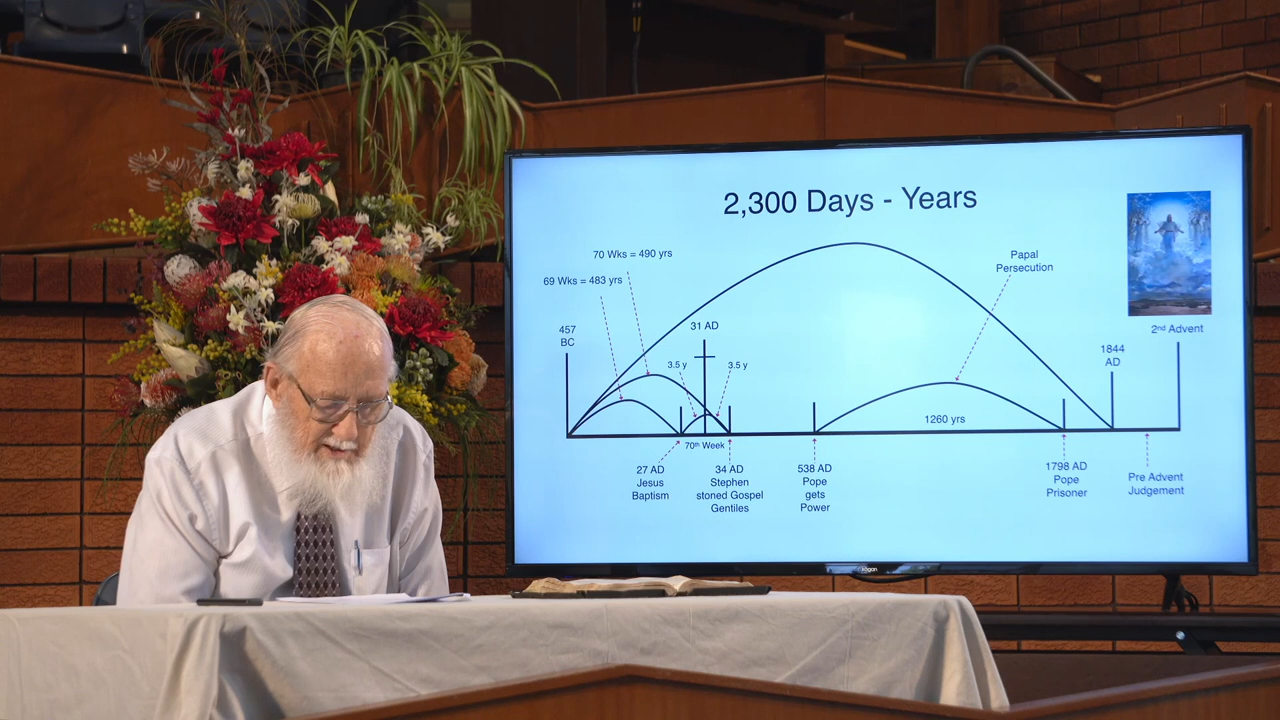 2,300 Days - Years
70 Wks = 490 yrs
69 Wks = 483 yrs
Papal
Persecution
457
BC
31 AD
3.5 y
3.5 y
2nd Advent
1844
AD
1260 yrs
70th Week
27 AD
Jesus
Baptism
34 AD
Stephen
stoned Gospel
Gentiles
538 AD
Pope
gets
Power
1798 AD
Pope
Prisoner
Pre Advent
Judgement
kogan